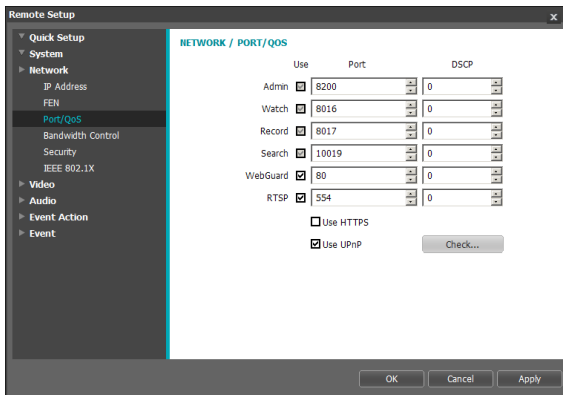 Remote Setup
x
Quick Setup
System
Network
IP Address
FEN
Port/QoS
Bandwidth Control
Security
IEEE 802.1X
Video
Audio
Event Action
Event
NETWORK / PORT/QOS
Use Port DSCP
Admin 8200 0
Watch 8016 0
Record 8017 0
Search 10019 0
WebGuard 80 0
RTSP 554 0
Use HTTPS
Use UPnP Check...
OK Cancel Apply